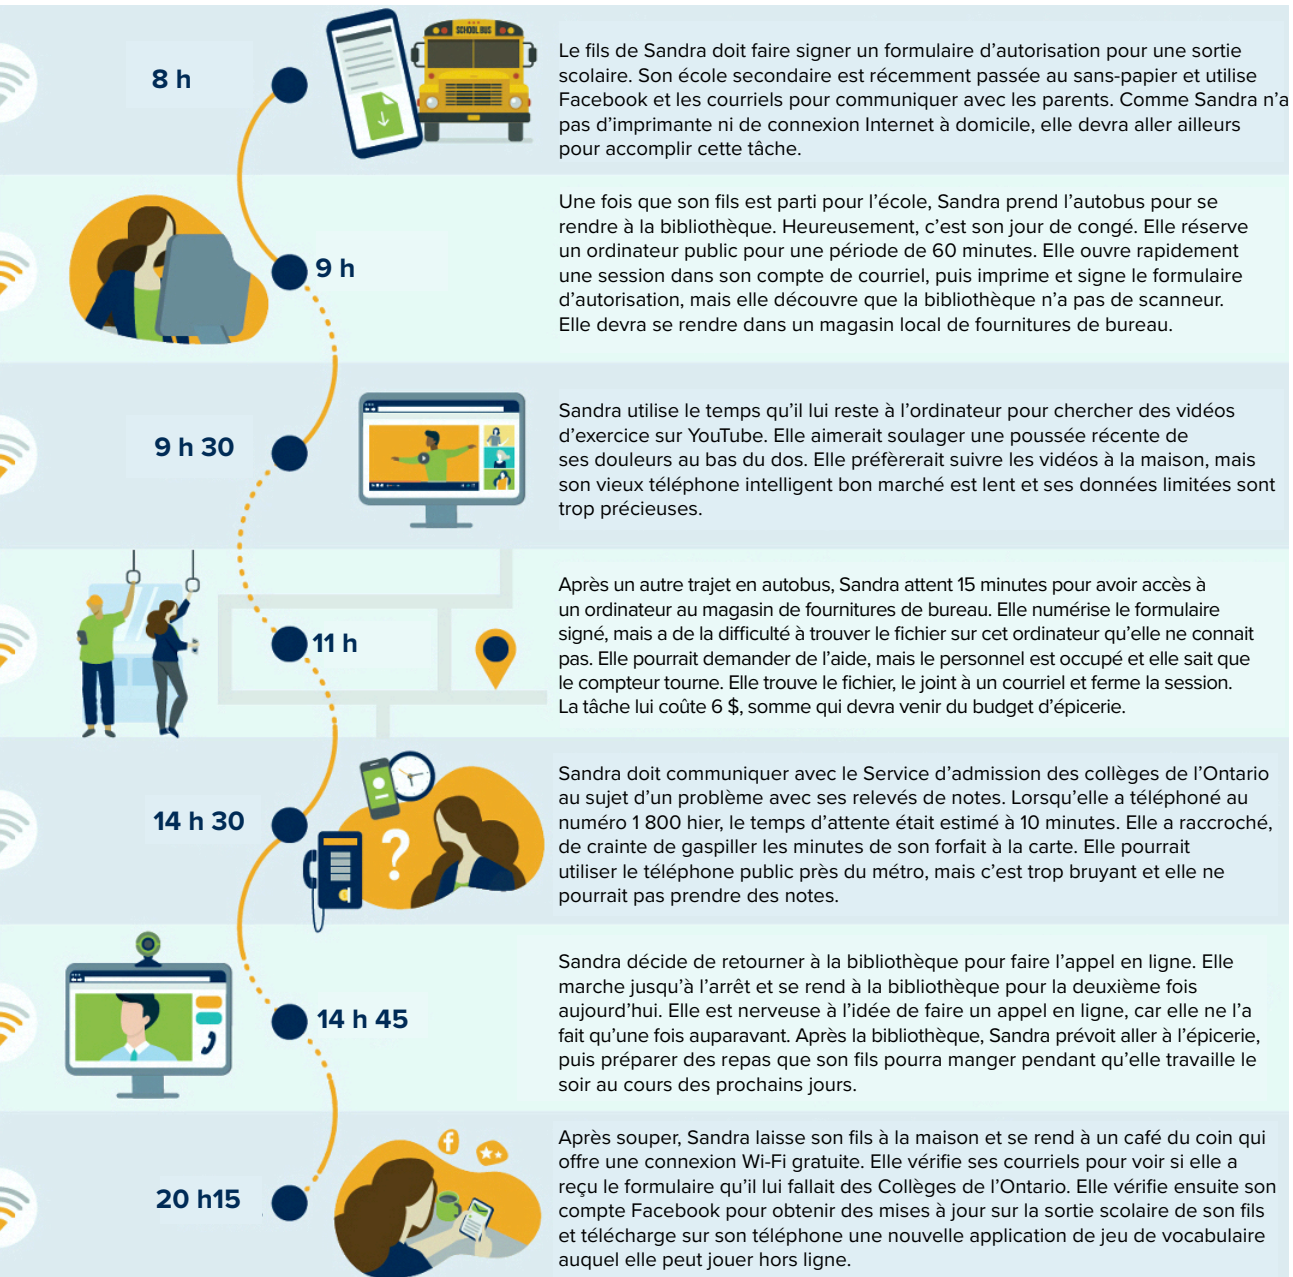 SCHOOL BUS
8 h
Le fils de Sandra doit faire signer un formulaire d'autorisation pour une sortie
scolaire. Son école secondaire est récemment passée au sans-papier et utilise
Facebook et les courriels pour communiquer avec les parents. Comme Sandra n'a
pas d'imprimante ni de connexion Internet à domicile, elle devra aller ailleurs
pour accomplir cette tâche.
9 h
Une fois que son fils est parti pour l'école, Sandra prend l'autobus pour se
rendre à la bibliothèque. Heureusement, c'est son jour de congé. Elle réserve
un ordinateur public pour une période de 60 minutes. Elle ouvre rapidement
une session dans son compte de courriel, puis imprime et signe le formulaire
d'autorisation, mais elle découvre que la bibliothèque n'a pas de scanneur.
Elle devra se rendre dans un magasin local de fournitures de bureau.
9 h 30
Sandra utilise le temps qu'il lui reste à l'ordinateur pour chercher des vidéos
d'exercice sur YouTube. Elle aimerait soulager une poussée récente de
ses douleurs au bas du dos. Elle préfèrerait suivre les vidéos à la maison, mais
son vieux téléphone intelligent bon marché est lent et ses données limitées sont
trop précieuses.
11 h
Après un autre trajet en autobus, Sandra attent 15 minutes pour avoir accès à
un ordinateur au magasin de fournitures de bureau. Elle numérise le formulaire
signé, mais a de la difficulté à trouver le fichier sur cet ordinateur qu'elle ne connait
pas. Elle pourrait demander de l'aide, mais le personnel est occupé et elle sait que
le compteur tourne. Elle trouve le fichier, le joint à un courriel et ferme la session.
La tâche lui coûte 6 $, somme qui devra venir du budget d'épicerie.
14 h 30
Sandra doit communiquer avec le Service d'admission des collèges de l'Ontario
au sujet d'un problème avec ses relevés de notes. Lorsqu'elle a téléphoné au
numéro 1 800 hier, le temps d'attente était estimé à 10 minutes. Elle a raccroché,
de crainte de gaspiller les minutes de son forfait à la carte. Elle pourrait
utiliser le téléphone public près du métro, mais c'est trop bruyant et elle ne
pourrait pas prendre des notes.
?
14 h 45
Sandra décide de retourner à la bibliothèque pour faire l'appel en ligne. Elle
marche jusqu'à l'arrêt et se rend à la bibliothèque pour la deuxième fois
aujourd'hui. Elle est nerveuse à l'idée de faire un appel en ligne, car elle ne l'a
fait qu'une fois auparavant. Après la bibliothèque, Sandra prévoit aller à l'épicerie,
puis préparer des repas que son fils pourra manger pendant qu'elle travaille le
soir au cours des prochains jours.
20 h15
Après souper, Sandra laisse son fils à la maison et se rend à un café du coin qui
offre une connexion Wi-Fi gratuite. Elle vérifie ses courriels pour voir si elle a
reçu le formulaire qu'il lui fallait des Collèges de l'Ontario. Elle vérifie ensuite son
compte Facebook pour obtenir des mises à jour sur la sortie scolaire de son fils
et télécharge sur son téléphone une nouvelle application de jeu de vocabulaire
auquel elle peut jouer hors ligne.